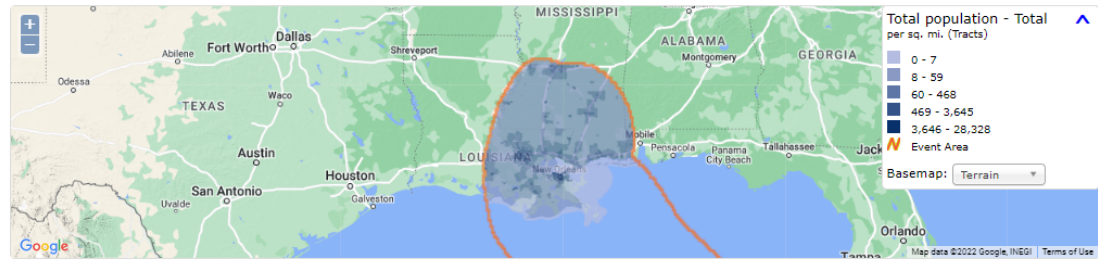 +
−
MISSISSIPPI
Dallas
Fort Worth
Abilene
Shreveport
ALABAMA
Montgomery
GEORGIA
Odessa
Waco
TEXAS
Mobile
Pensacola
Panama
City Beach
Tallahassee
Jack
Austin
LOUISIANA
New Orleans
Houston
San Antonio
Galveston
Uvalde
Orlando
Tampa
Google
Map data ©2022 Google, INEGI
Terms of Use
Total population - Total
per sq. mi. (Tracts)
0 - 7
8 - 59
60 - 468
469 - 3,645
3,646 - 28,328
Event Area
Basemap: Terrain